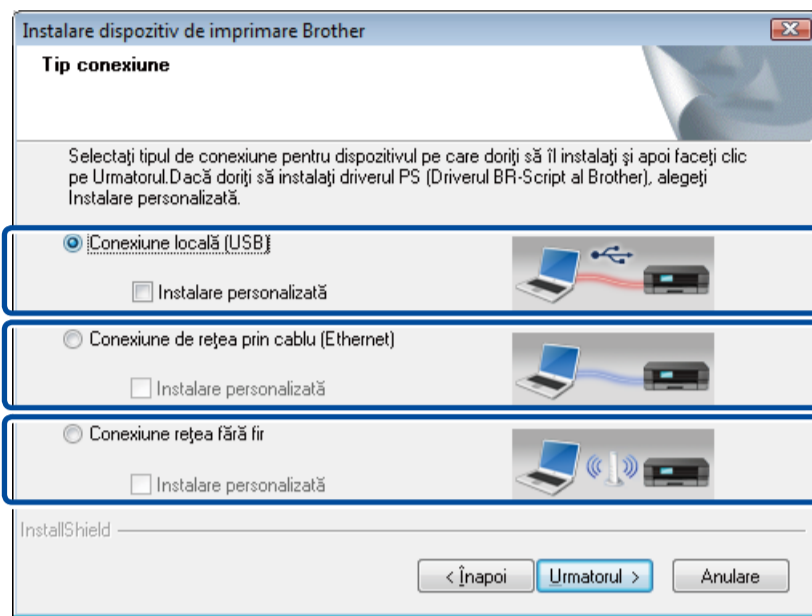 Instalare dispozitiv de imprimare Brother
Tip conexiune
Selectaţi tipul de conexiune pentru dispozitivul pe care doriţi să îl instalaţi şi apoi faceţi clic
pe Urmatorul.Dacă doriţi să instalaţi driverul PS (Driverul BR-Script al Brother), alegeţi
Instalare personalizată.
Conexiune locală (USB)
Instalare personalizată
Conexiune de reţea prin cablu (Ethernet)
Instalare personalizată
Conexiune reţea fără fir
Instalare personalizată
InstallShield
< Înapoi
Urmatorul >
Anulare